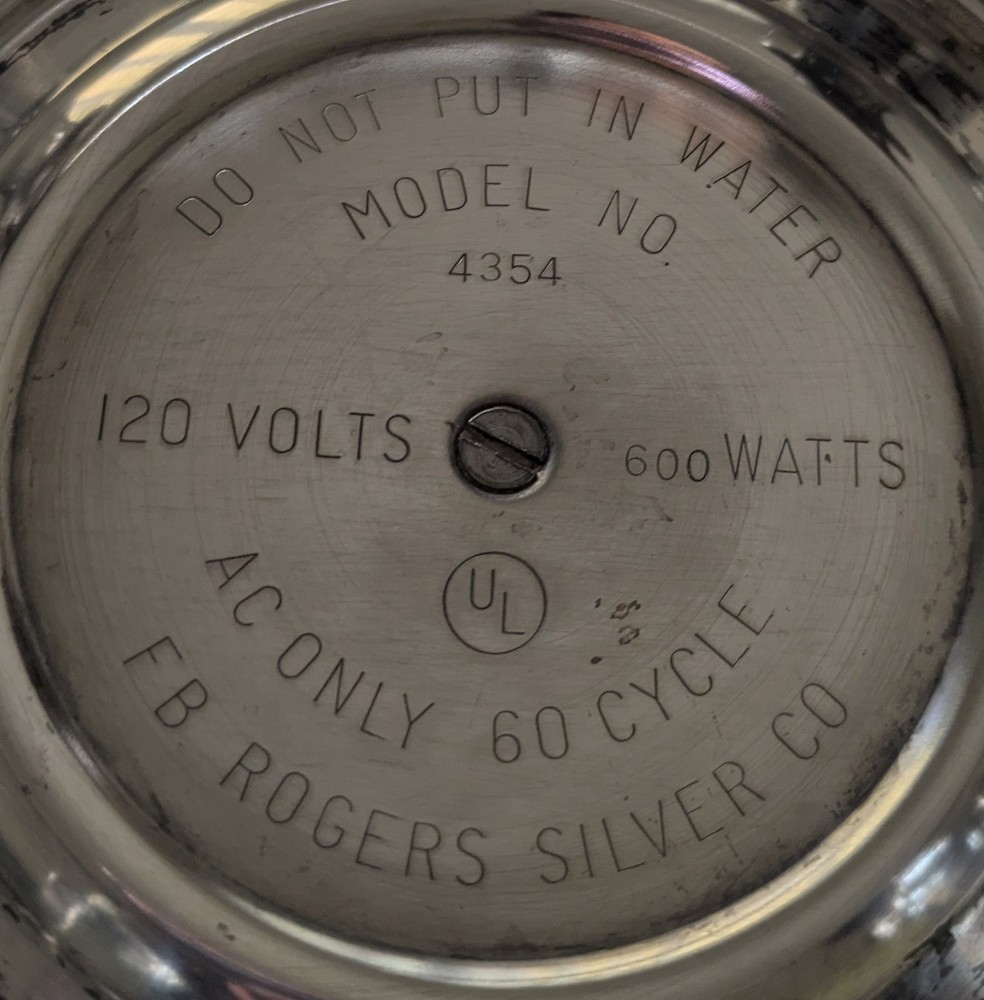 DO NOT PUT IN WATER
MODEL NO.
4354
120 VOLTS 600 WATTS
UL
AC ONLY 60 CYCLE
FB ROGERS SILVER CO